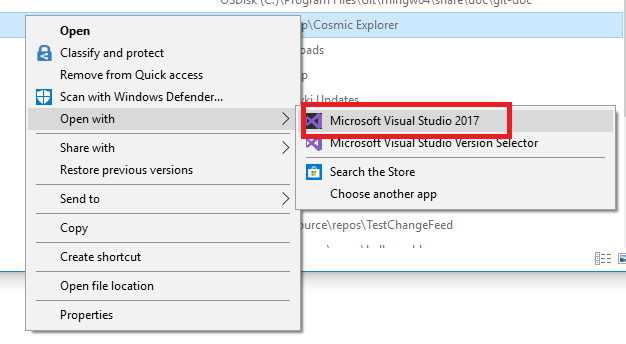 OSDisk (C:)\Program Files\Git\mingw64\share\doc\git-doc
p\Cosmic Explorer
Open
Classify and protect
oads
Remove from Quick access
p
Scan with Windows Defender...
ki Updates
Open with
Microsoft Visual Studio 2017
Microsoft Visual Studio Version Selector
Share with
Restore previous versions
Search the Store
Choose another app
Send to
Copy
ource\repos\TestChangeFeed
Create shortcut
Open file location
Properties